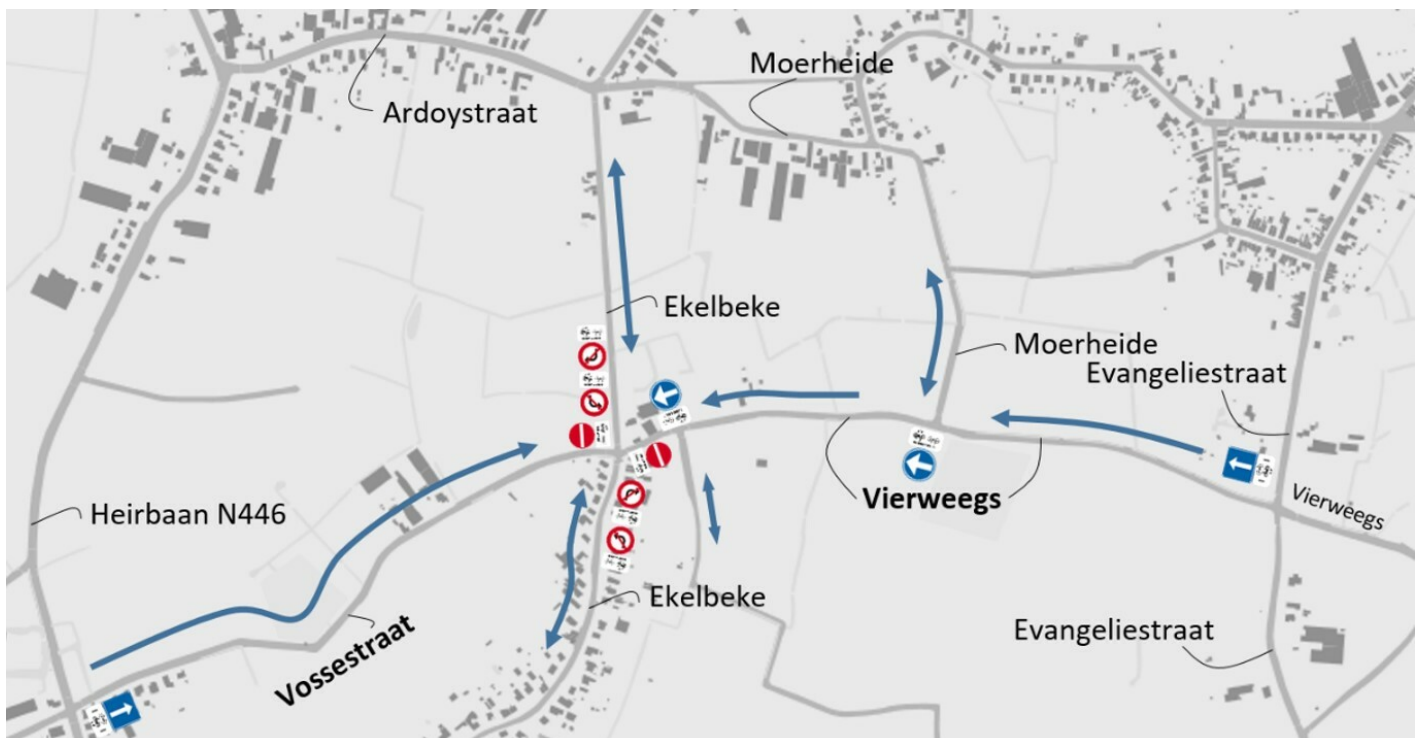 Moerheide
Ardoystraat
Ekelbeke
Moerheide
Evangeliestraat
Vierweegs
Vierweegs
Heirbaan N446
Ekelbeke
Vossestraat
Evangeliestraat